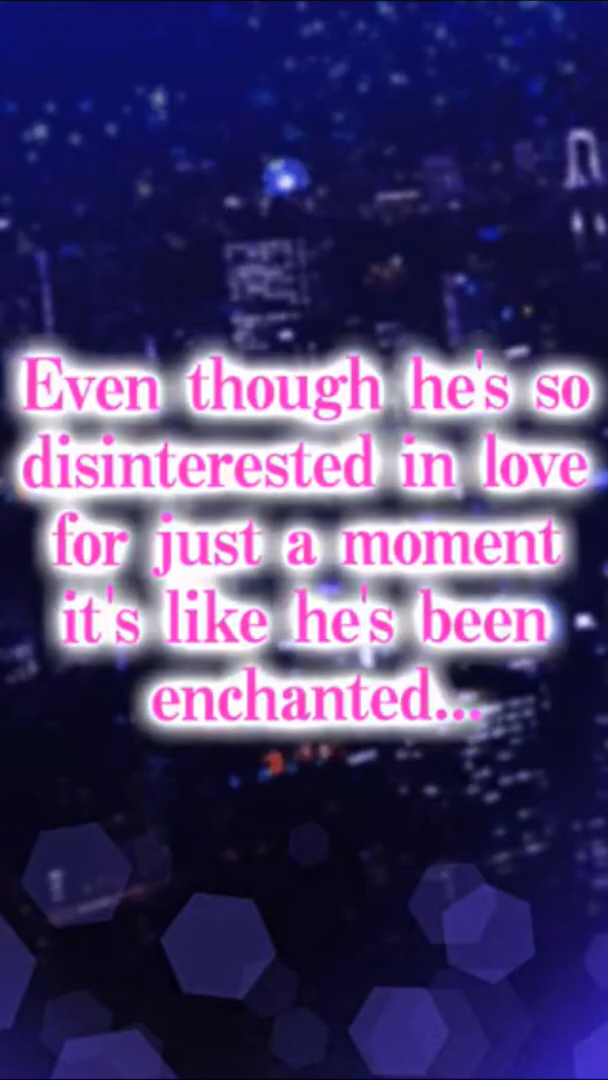 Even though he's so
disinterested in love
for just a moment
it's like he's been
enchanted...